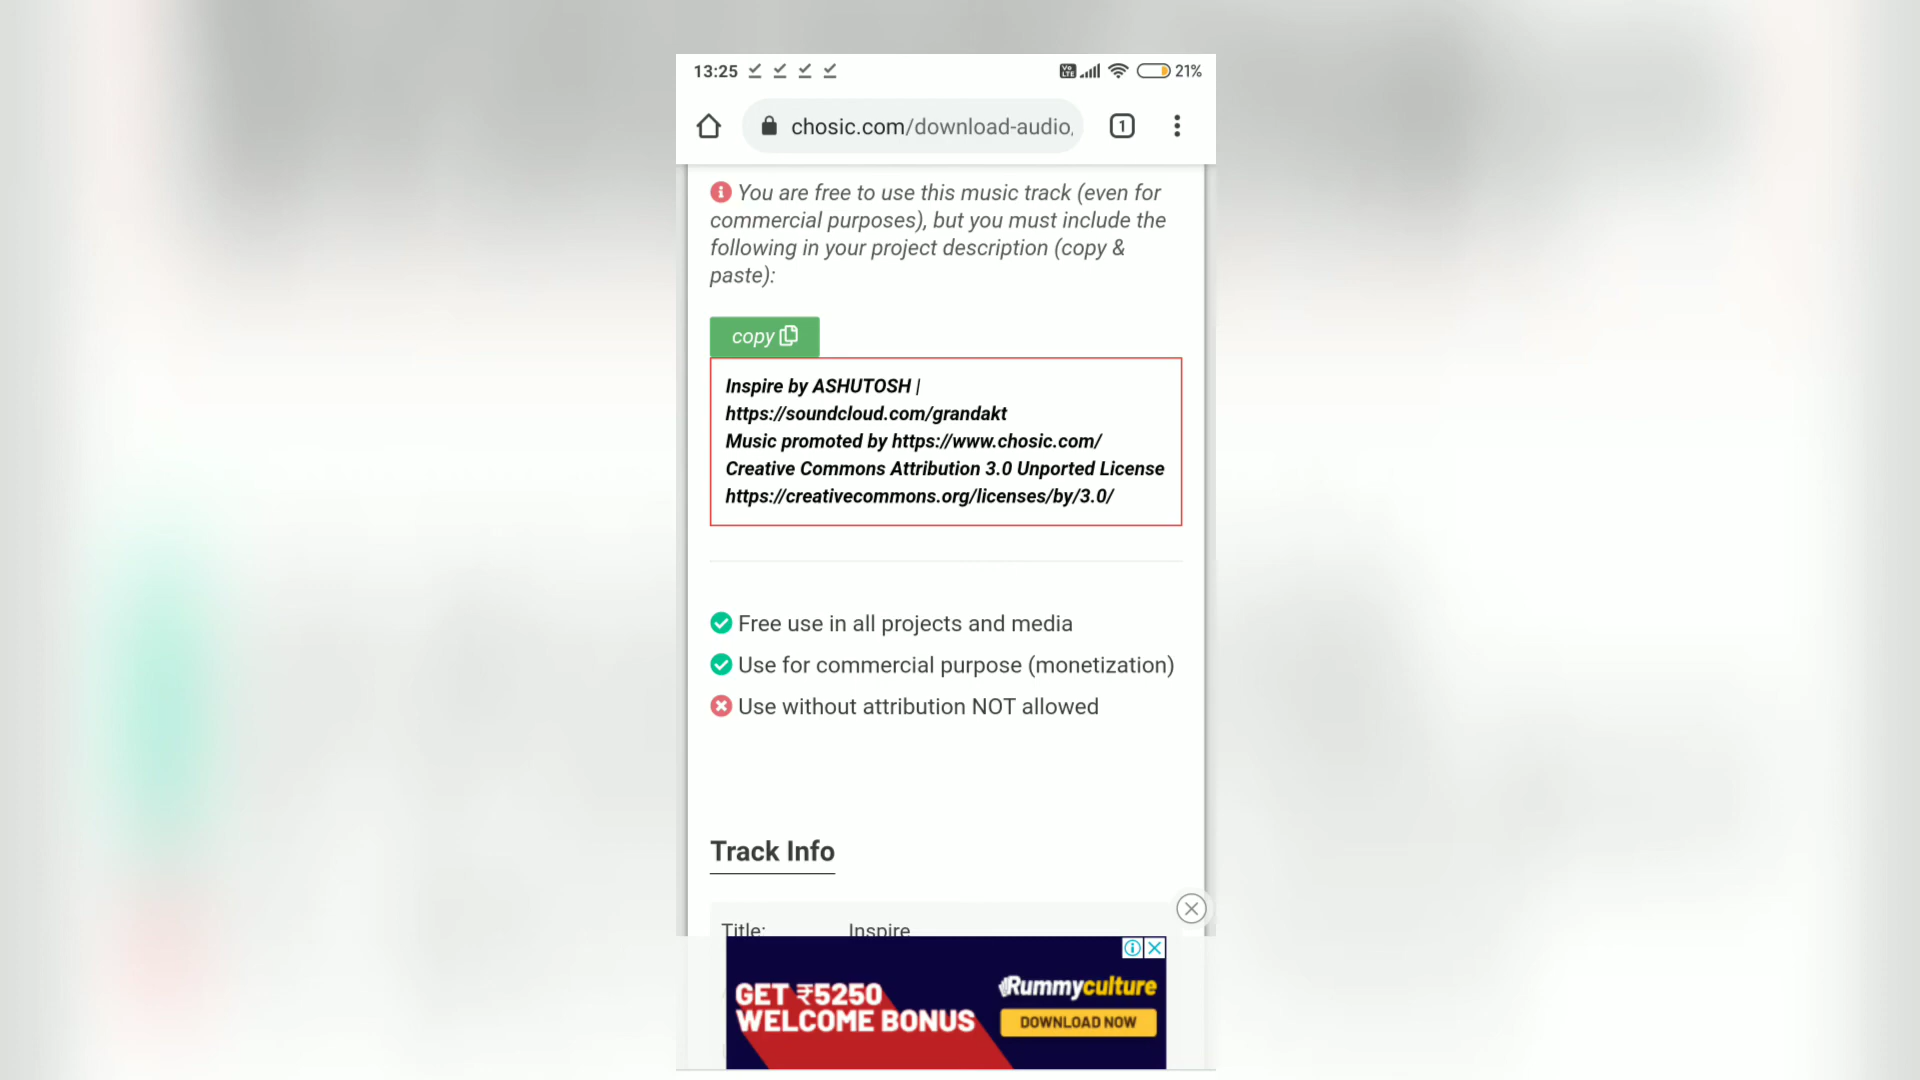 13:25
Vo
LTE
21%
chosic.com/download-audio,
1
You are free to use this music track (even for
commercial purposes), but you must include the
following in your project description (copy &
paste):
copy
Inspire by ASHUTOSH |
https://soundcloud.com/grandakt
Music promoted by https://www.chosic.com/
Creative Commons Attribution 3.0 Unported License
https://creativecommons.org/licenses/by/3.0/
Free use in all projects and media
Use for commercial purpose (monetization)
Use without attribution NOT allowed
Track Info
Title: Inspire
GET ₹5250
WELCOME BONUS
Rummyculture
DOWNLOAD NOW